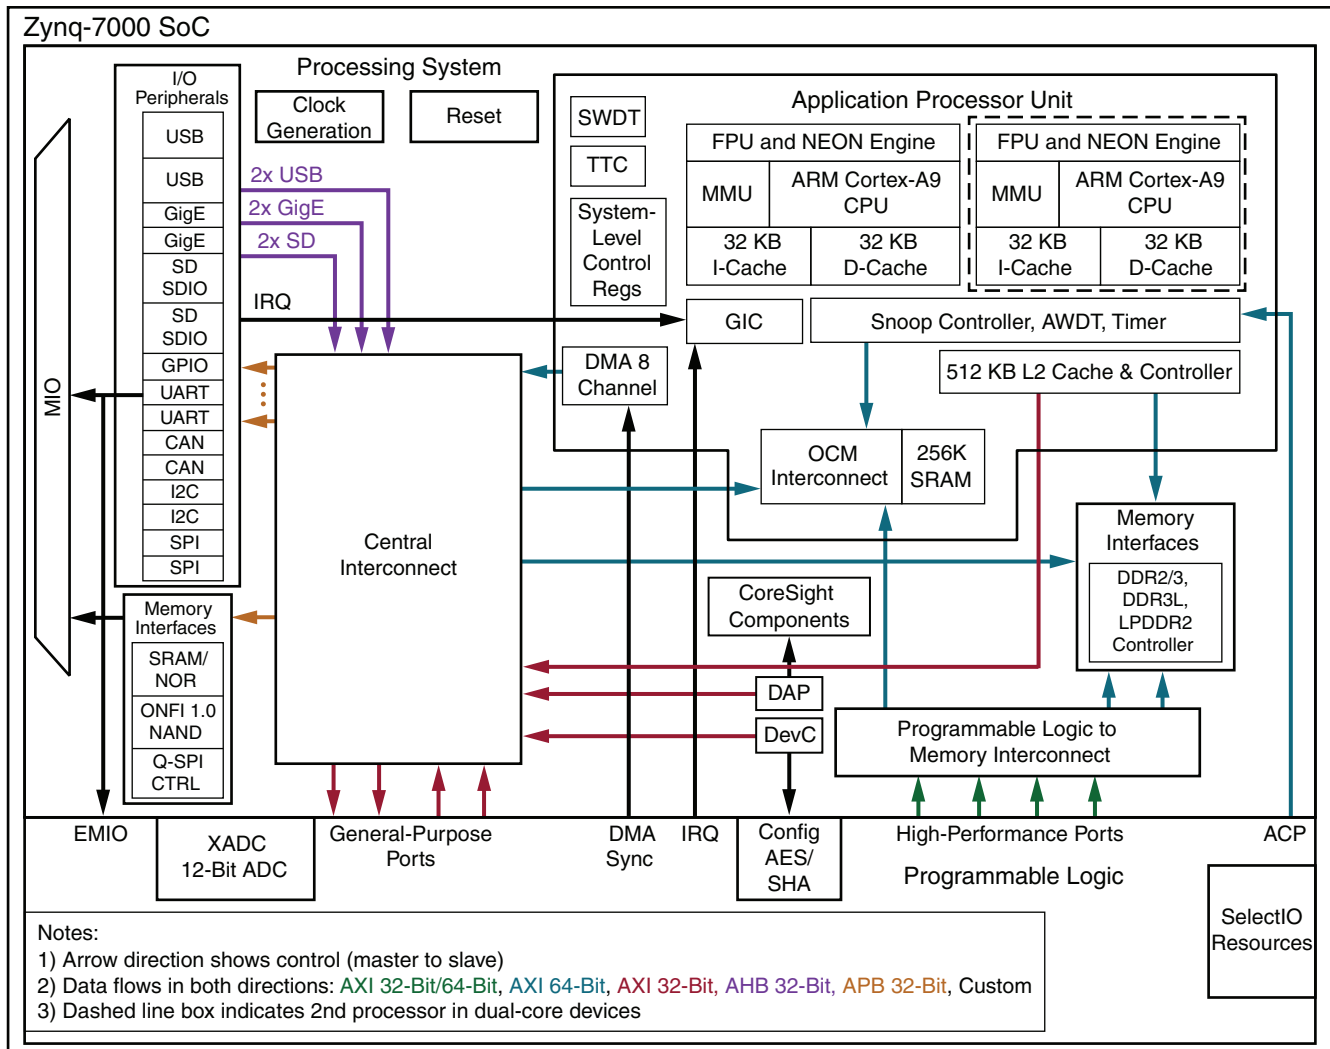 Zynq-7000 SoC
Processing System
I/O
Peripherals
USB
USB
GigE
GigE
SD
SDIO
SD
SDIO
GPIO
UART
UART
CAN
CAN
I2C
I2C
SPI
SPI
MIO
Clock
Generation
Reset
2x USB
2x GigE
2x SD
IRQ
Application Processor Unit
SWDT
TTC
System-
Level
Control
Regs
FPU and NEON Engine
MMU
ARM Cortex-A9
CPU
32 KB
I-Cache
32 KB
D-Cache
FPU and NEON Engine
MMU
ARM Cortex-A9
CPU
32 KB
I-Cache
32 KB
D-Cache
GIC
Snoop Controller, AWDT, Timer
DMA 8
Channel
512 KB L2 Cache & Controller
OCM
Interconnect
256K
SRAM
Central
Interconnect
Memory
Interfaces
DDR2/3,
DDR3L,
LPDDR2
Controller
CoreSight
Components
DAP
DevC
Programmable Logic to
Memory Interconnect
Memory
Interfaces
SRAM/
NOR
ONFI 1.0
NAND
Q-SPI
CTRL
EMIO
XADC
12-Bit ADC
General-Purpose
Ports
DMA
Sync
IRQ
Config
AES/
SHA
High-Performance Ports
ACP
Programmable Logic
SelectIO
Resources
Notes:
1) Arrow direction shows control (master to slave)
2) Data flows in both directions: AXI 32-Bit/64-Bit, AXI 64-Bit, AXI 32-Bit, AHB 32-Bit, APB 32-Bit, Custom
3) Dashed line box indicates 2nd processor in dual-core devices